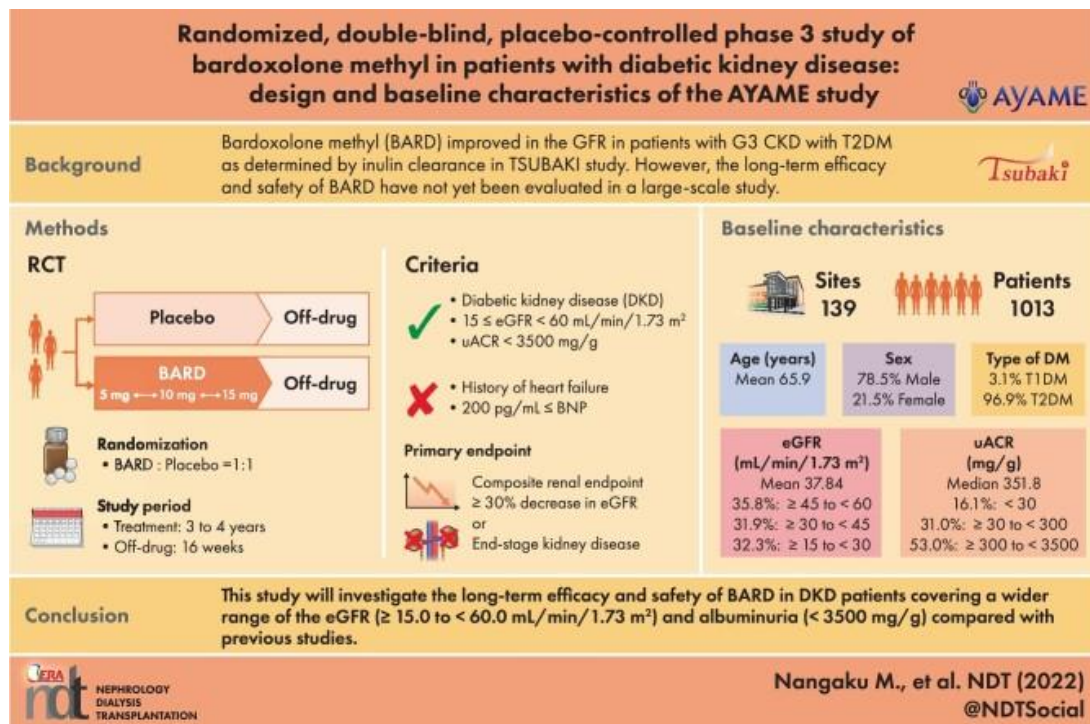 Randomized, double-blind, placebo-controlled phase 3 study of
bardoxolone methyl in patients with diabetic kidney disease:
design and baseline characteristics of the AYAME study
AYAME
Background
Bardoxolone methyl (BARD) improved in the GFR in patients with G3 CKD with T2DM
as determined by inulin clearance in TSUBAKI study. However, the long-term efficacy
and safety of BARD have not yet been evaluated in a large-scale study.
Tsubaki
Methods
RCT
Placebo
Off-drug
BARD
5 mg ⟷ 10 mg ⟷ 15 mg
Off-drug
Randomization
• BARD : Placebo =1:1
Study period
• Treatment: 3 to 4 years
• Off-drug: 16 weeks
Criteria
• Diabetic kidney disease (DKD)
• 15 ≤ eGFR < 60 mL/min/1.73 m²
• uACR < 3500 mg/g
• History of heart failure
• 200 pg/mL ≤ BNP
Primary endpoint
Composite renal endpoint
≥ 30% decrease in eGFR
or
End-stage kidney disease
Baseline characteristics
Sites
139
Patients
1013
Age (years)
Mean 65.9
Sex
78.5% Male
21.5% Female
Type of DM
3.1% T1DM
96.9% T2DM
eGFR
(mL/min/1.73 m²)
Mean 37.84
35.8%: ≥ 45 to < 60
31.9%: ≥ 30 to < 45
32.3%: ≥ 15 to < 30
uACR
(mg/g)
Median 351.8
16.1%: < 30
31.0%: ≥ 30 to < 300
53.0%: ≥ 300 to < 3500
Conclusion
This study will investigate the long-term efficacy and safety of BARD in DKD patients covering a wider
range of the eGFR (≥ 15.0 to < 60.0 mL/min/1.73 m²) and albuminuria (< 3500 mg/g) compared with
previous studies.
ERA
ndt
NEPHROLOGY
DIALYSIS
TRANSPLANTATION
Nangaku M., et al. NDT (2022)
@NDTSocial